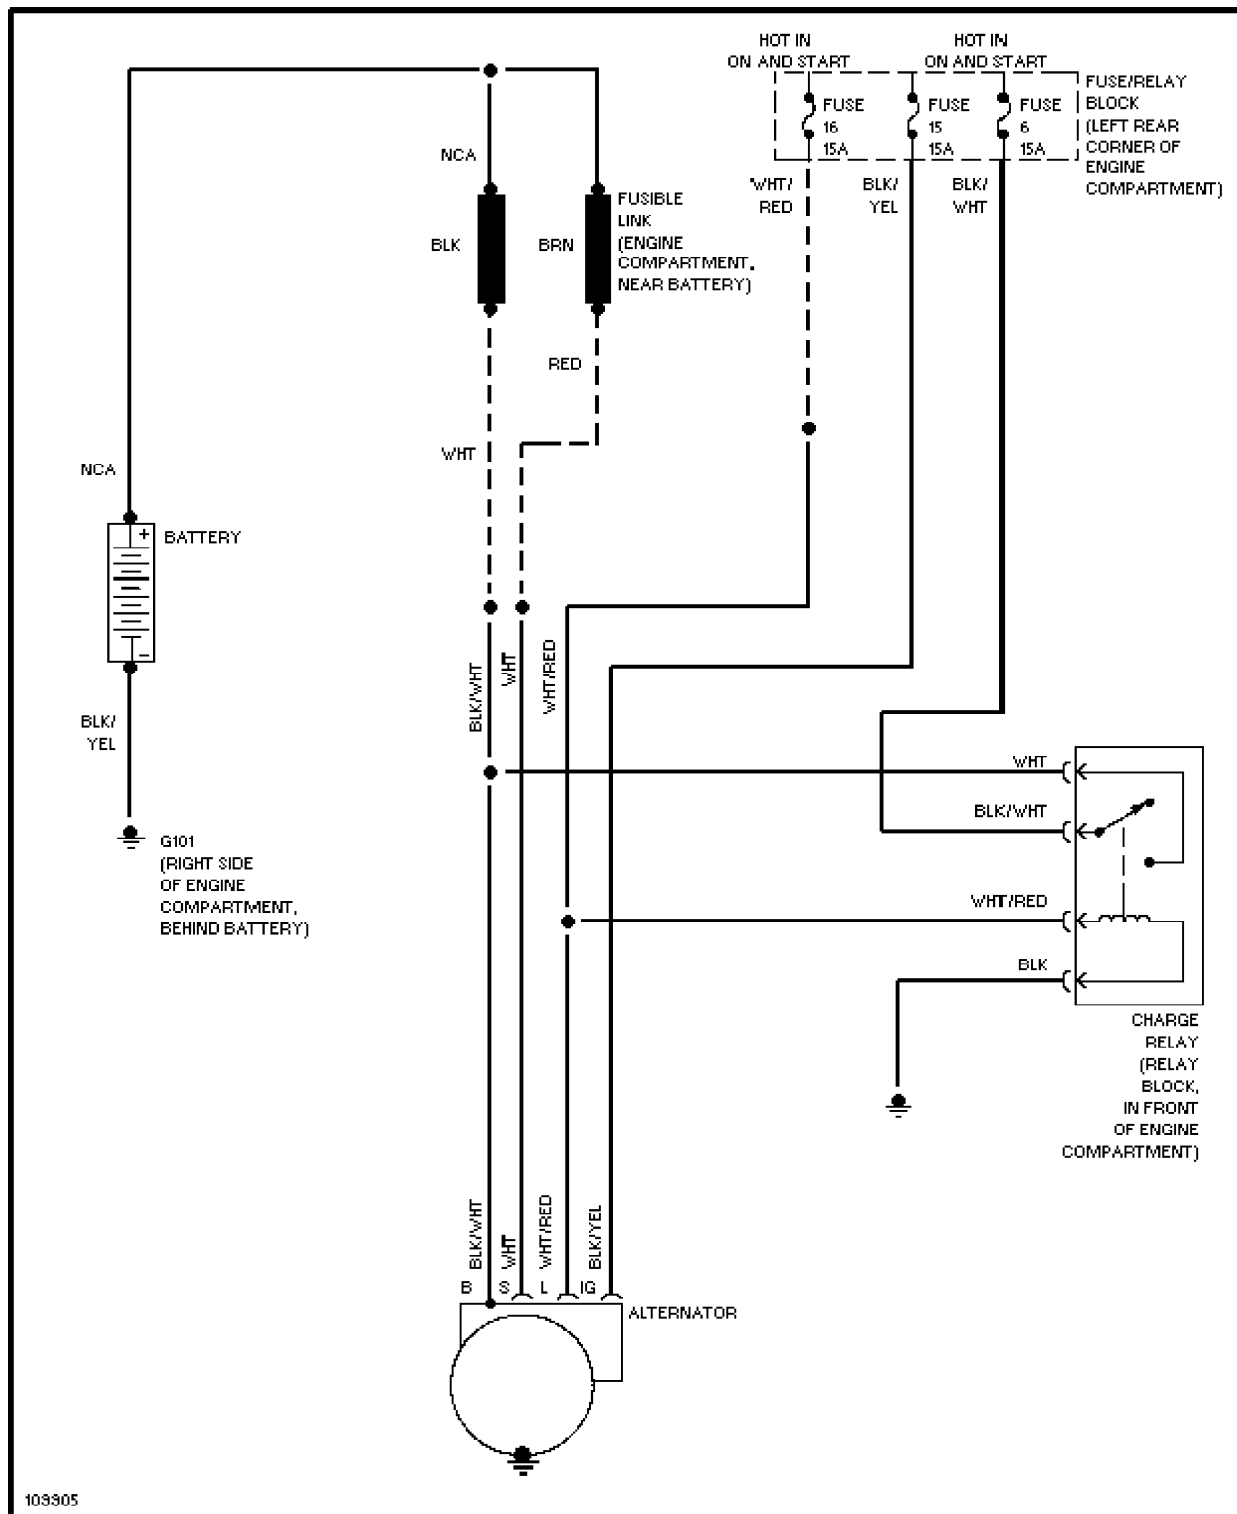 HOT IN
ON AND START
HOT IN
ON AND START
FUSE
16
15A
FUSE
15
15A
FUSE
6
15A
FUSE/RELAY
BLOCK
(LEFT REAR
CORNER OF
ENGINE
COMPARTMENT)
NCA
WHT/
RED
BLK/
YEL
BLK/
WHT
BLK
BRN
FUSIBLE
LINK
(ENGINE
COMPARTMENT,
NEAR BATTERY)
RED
WHT
NCA
+
BATTERY
-
BLK/
YEL
BLK/WHT
WHT
WHT/RED
G101
(RIGHT SIDE
OF ENGINE
COMPARTMENT,
BEHIND BATTERY)
WHT
BLK/WHT
WHT/RED
BLK
CHARGE
RELAY
(RELAY
BLOCK,
IN FRONT
OF ENGINE
COMPARTMENT)
BLK/WHT
WHT
WHT/RED
BLK/YEL
B S L IG
ALTERNATOR
109905